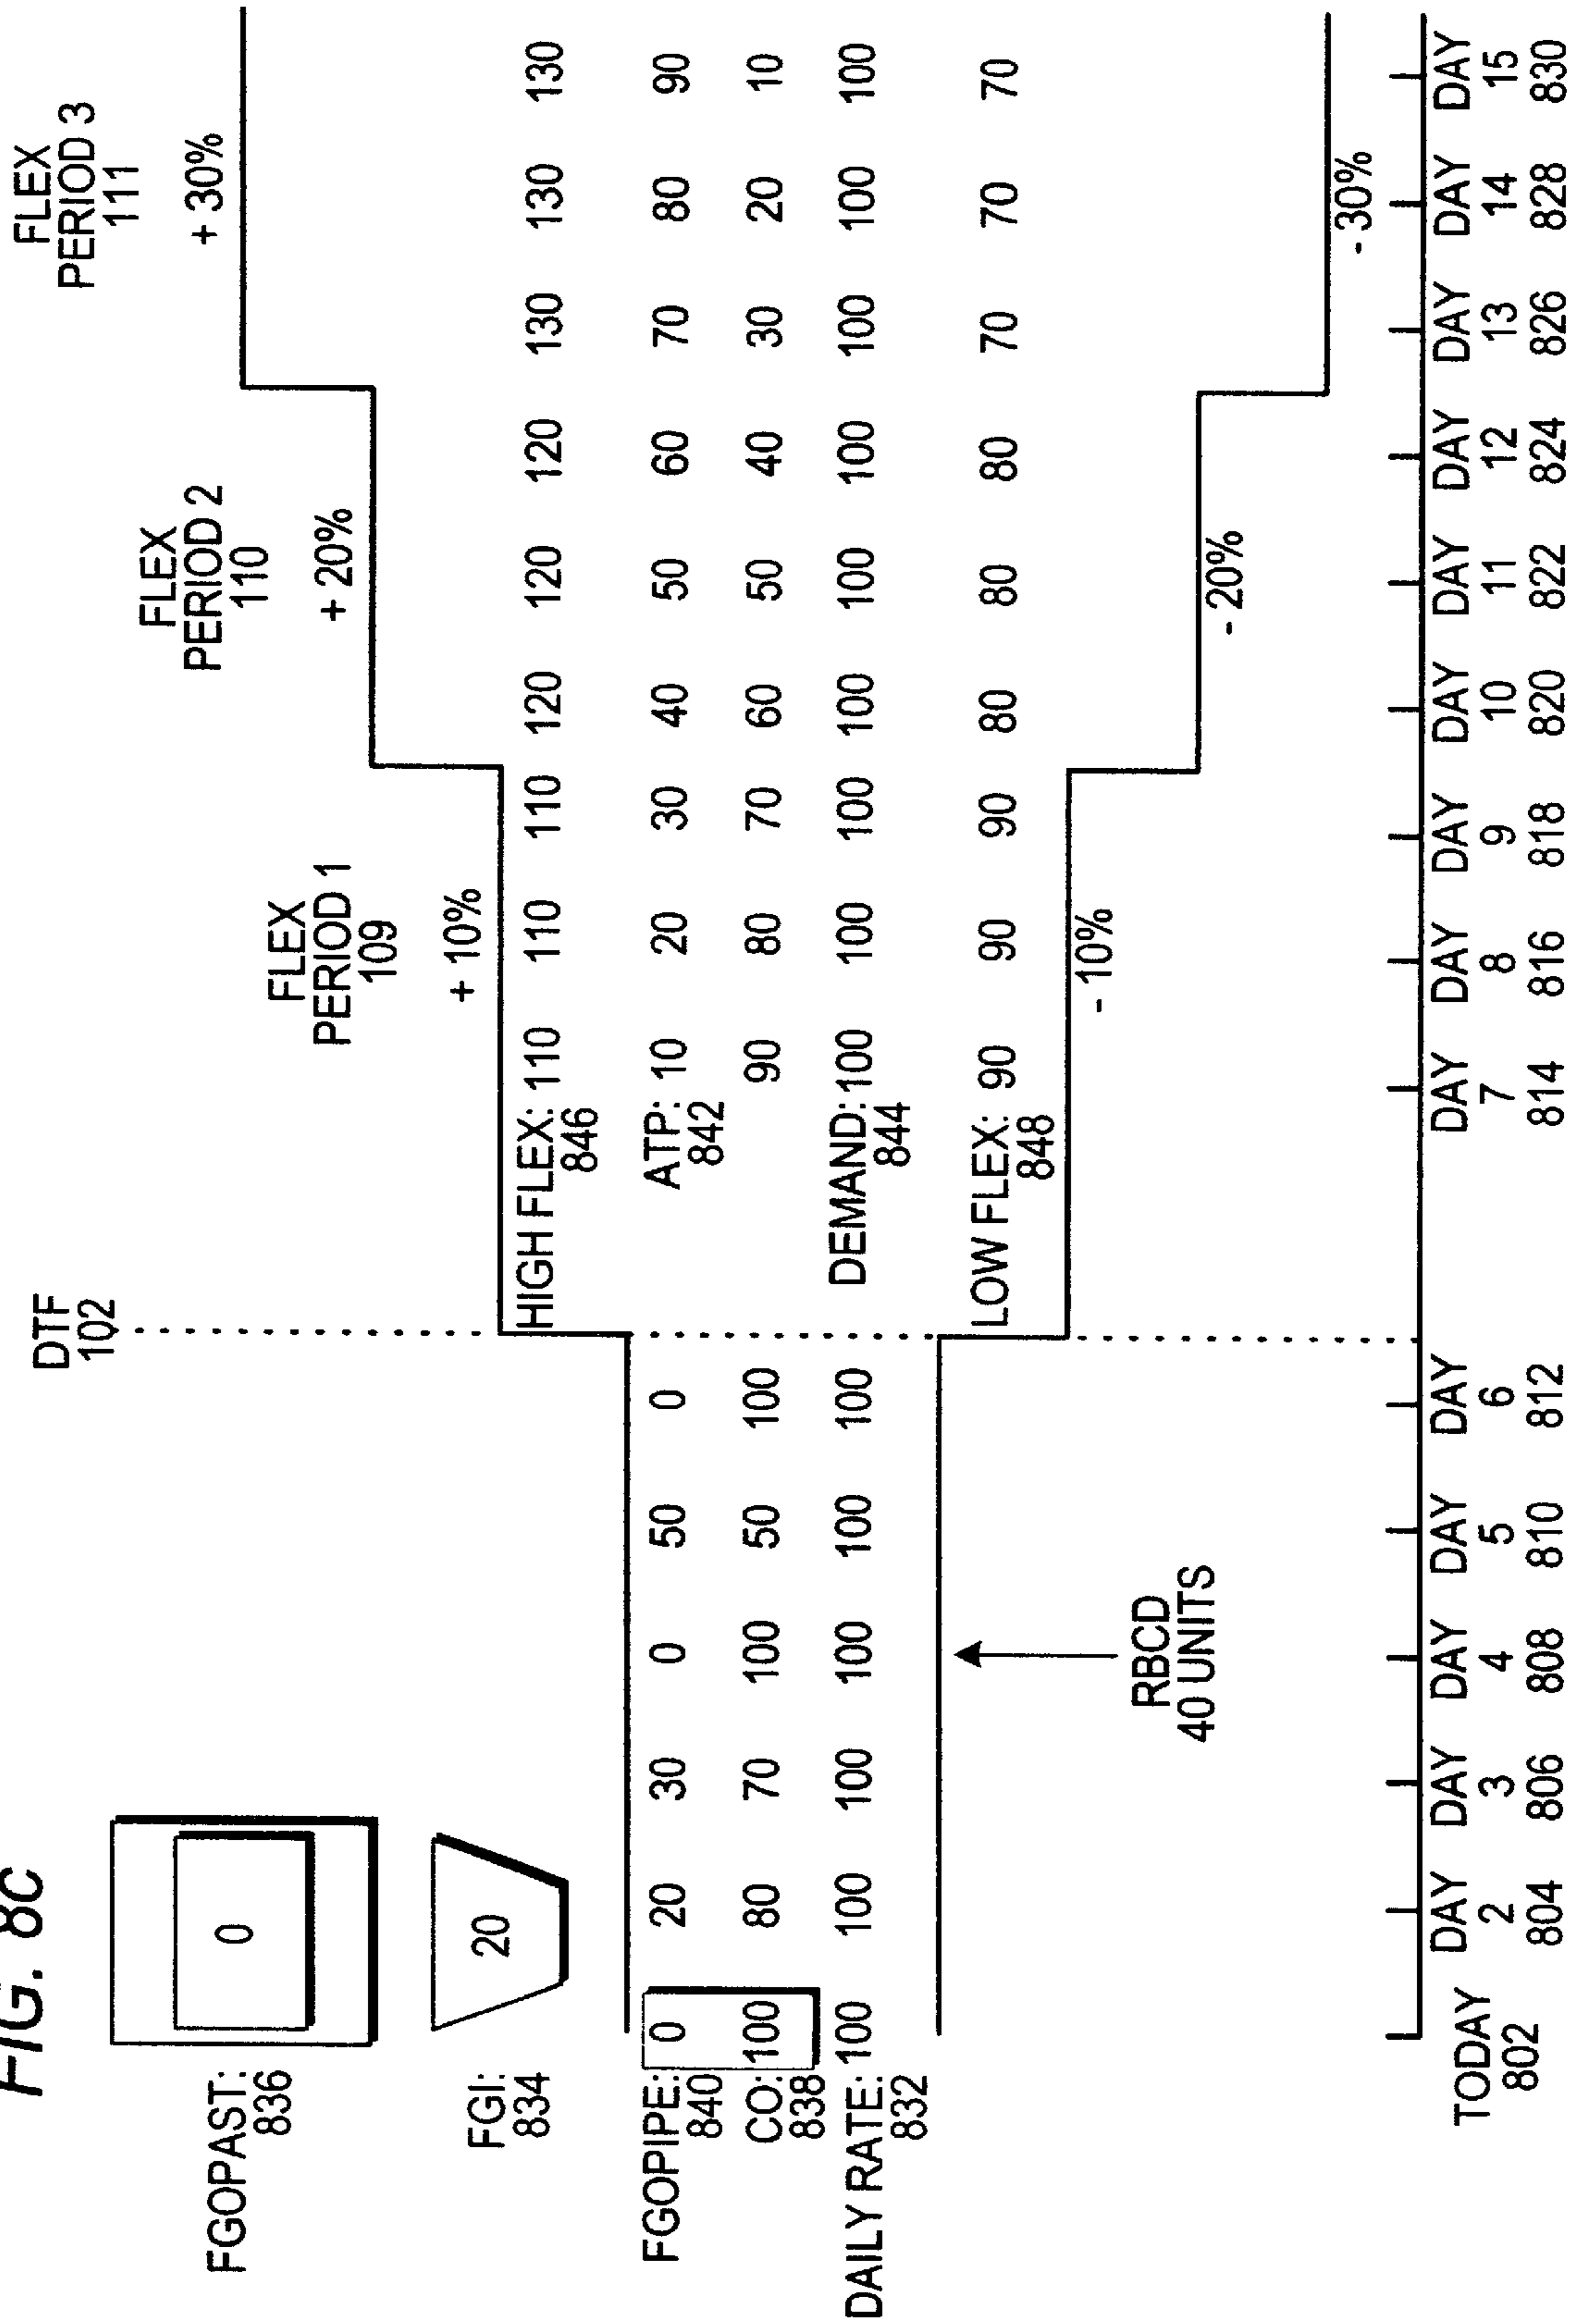 FIG. 8c
DTF
102
FLEX
PERIOD 3
111
+ 30%
FLEX
PERIOD 2
110
+ 20%
FLEX
PERIOD 1
109
+ 10%
FGOPAST:
836
0
FGI:
834
20
HIGH FLEX: 110 110 110 120 120 120 130 130 130
846
FGOPIPE: 0 20 30 0 50 0
840
ATP: 10 20 30 40 50 60 70 80 90
842
CO: 100 80 70 100 50 100 90 80 70 60 50 40 30 20 10
838
DAILY RATE: 100 100 100 100 100 100
832
DEMAND: 100 100 100 100 100 100 100 100 100
844
LOW FLEX: 90 90 90 80 80 80 70 70 70
848
- 10%
- 20%
- 30%
RBCD
40 UNITS
TODAY DAY DAY DAY DAY DAY DAY DAY DAY DAY DAY DAY DAY DAY DAY
2 3 4 5 6 7 8 9 10 11 12 13 14 15
802 804 806 808 810 812 814 816 818 820 822 824 826 828 830